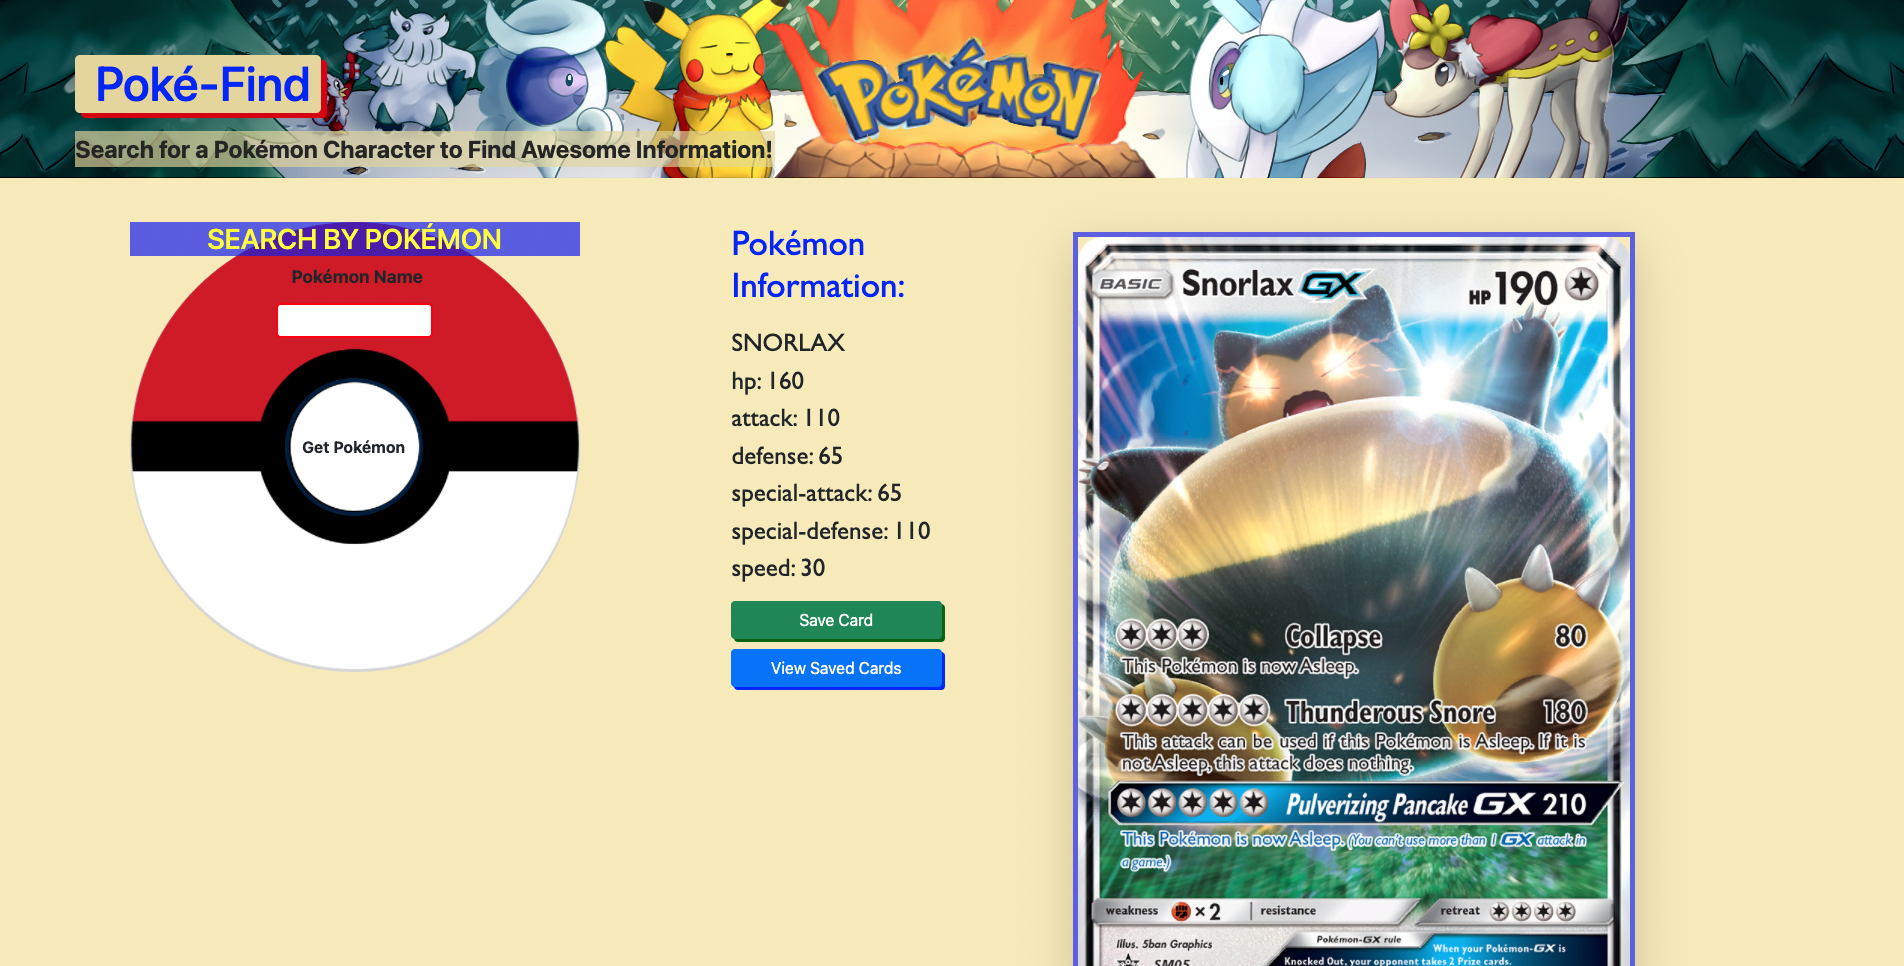 Poké-Find
POKéMON
Search for a Pokémon Character to Find Awesome Information!
SEARCH BY POKÉMON
Pokémon Name
Get Pokémon
Pokémon
Information:
SNORLAX
hp: 160
attack: 110
defense: 65
special-attack: 65
special-defense: 110
speed: 30
Save Card
View Saved Cards
BASIC Snorlax GX HP 190
Collapse 80
This Pokémon is now Asleep.
Thunderous Snore 180
This attack can be used if this Pokémon is Asleep. If it is
not Asleep, this attack does nothing.
Pulverizing Pancake GX 210
This Pokémon is now Asleep. (You can't use more than 1 GX attack in
a game.)
weakness ×2 resistance retreat
Illus. 5ban Graphics
SM05
Pokémon-GX rule
When your Pokémon-GX is
Knocked Out, your opponent takes 2 Prize cards.